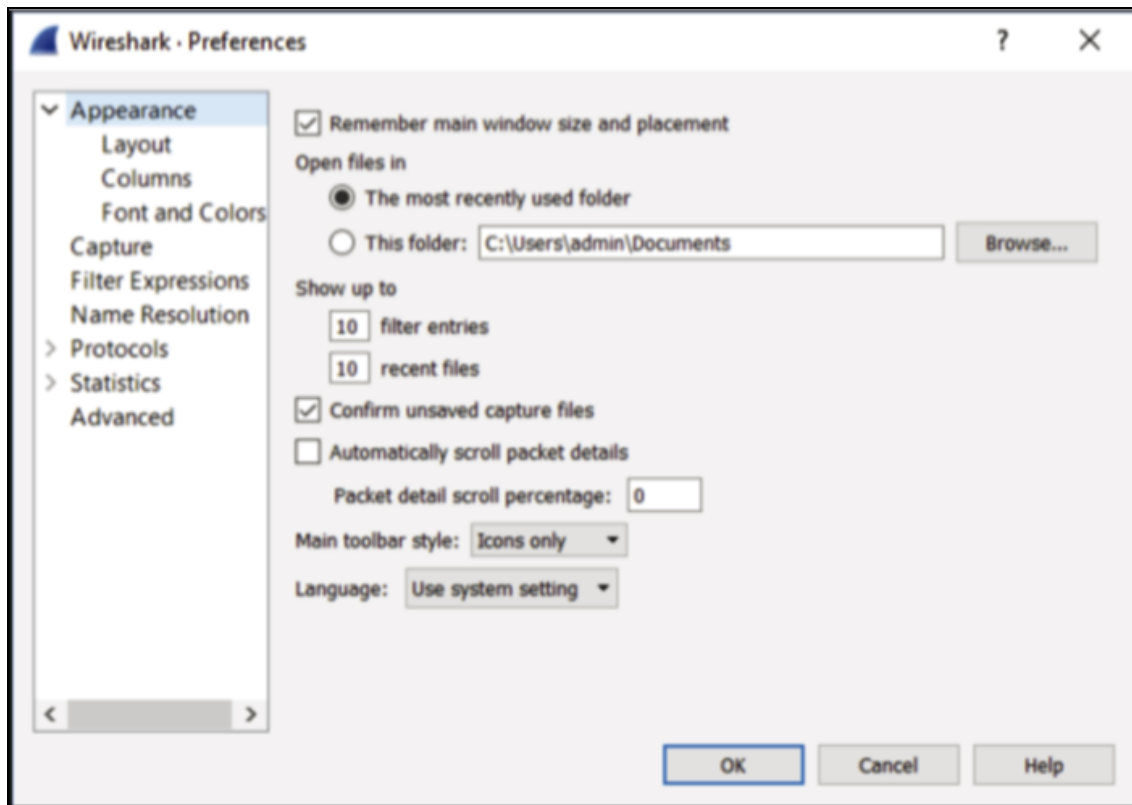 Wireshark · Preferences
?
Appearance
Layout
Columns
Font and Colors
Capture
Filter Expressions
Name Resolution
Protocols
Statistics
Advanced
Remember main window size and placement
Open files in
The most recently used folder
This folder: C:\Users\admin\Documents Browse...
Show up to
10 filter entries
10 recent files
Confirm unsaved capture files
Automatically scroll packet details
Packet detail scroll percentage: 0
Main toolbar style: Icons only
Language: Use system setting
OK Cancel Help